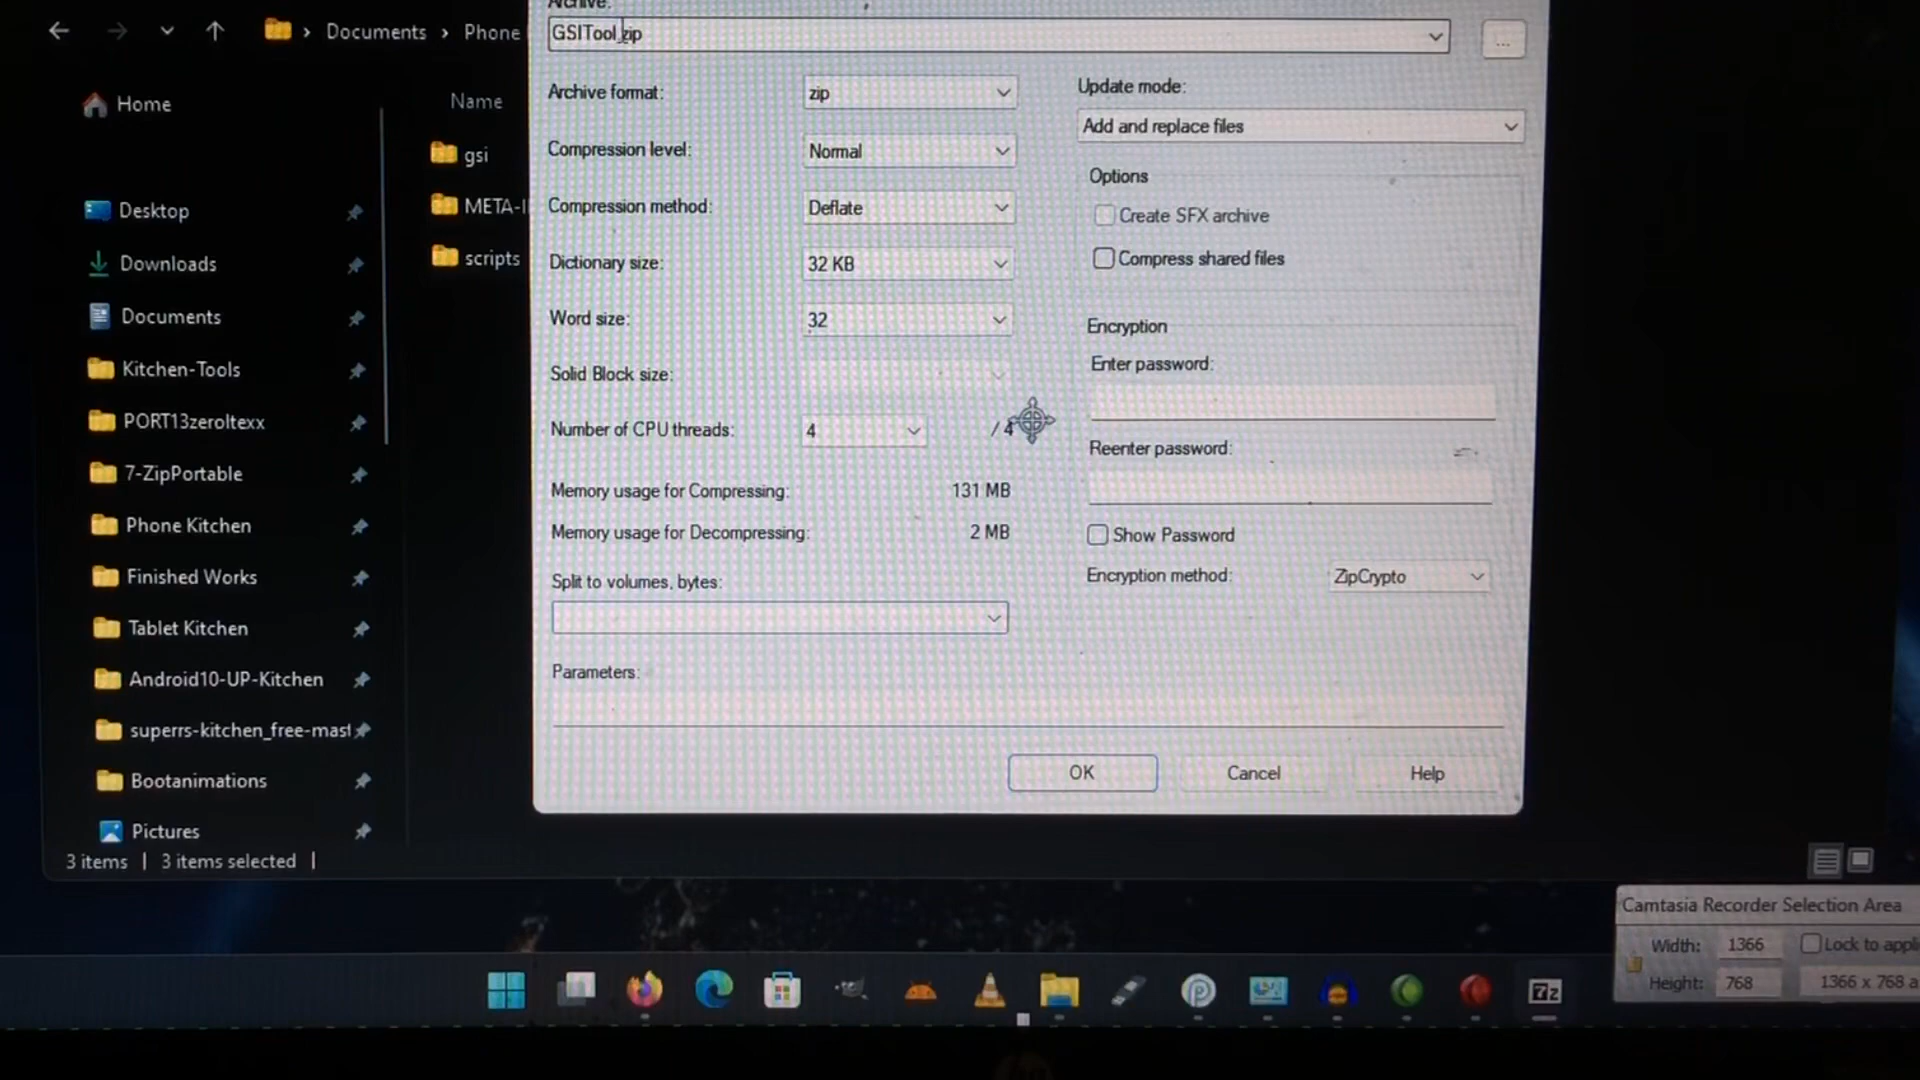 Archive:
Documents > Phone
GSITool.zip
...
Home
Name
Archive format:
zip
Update mode:
Add and replace files
gsi
Compression level:
Normal
Options
Desktop
META-I
Compression method:
Deflate
Create SFX archive
Downloads
scripts
Dictionary size:
32 KB
Compress shared files
Documents
Word size:
32
Encryption
Kitchen-Tools
Solid Block size:
Enter password:
PORT13zeroltexx
Number of CPU threads:
4
/ 4
Reenter password:
7-ZipPortable
Memory usage for Compressing:
131 MB
Phone Kitchen
Memory usage for Decompressing:
2 MB
Show Password
Finished Works
Split to volumes, bytes:
Encryption method:
ZipCrypto
Tablet Kitchen
Android10-UP-Kitchen
Parameters:
superrs-kitchen_free-mast
Bootanimations
OK
Cancel
Help
Pictures
3 items | 3 items selected |
Camtasia Recorder Selection Area
Width: 1366
Lock to appli
Height: 768
1366 x 768 a
7z